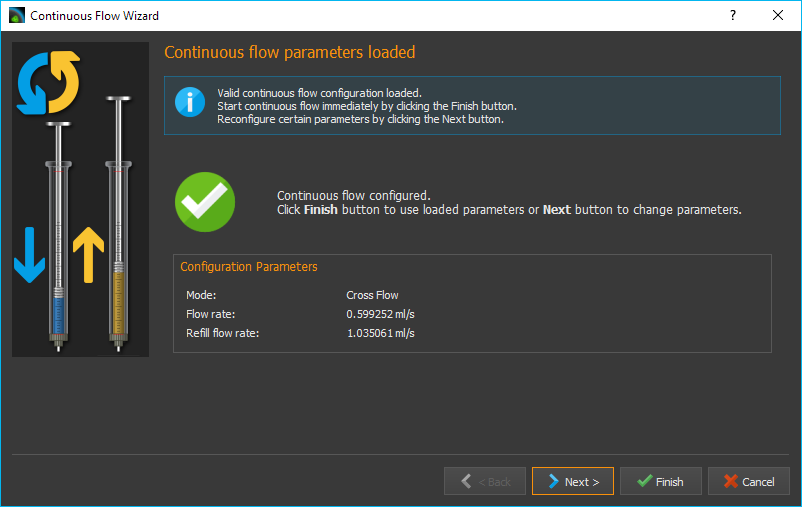 Continuous Flow Wizard
?
Continuous flow parameters loaded
Valid continuous flow configuration loaded.
Start continuous flow immediately by clicking the Finish button.
Reconfigure certain parameters by clicking the Next button.
Continuous flow configured.
Click Finish button to use loaded parameters or Next button to change parameters.
Configuration Parameters
Mode: Cross Flow
Flow rate: 0.599252 ml/s
Refill flow rate: 1.035061 ml/s
< Back Next > Finish Cancel